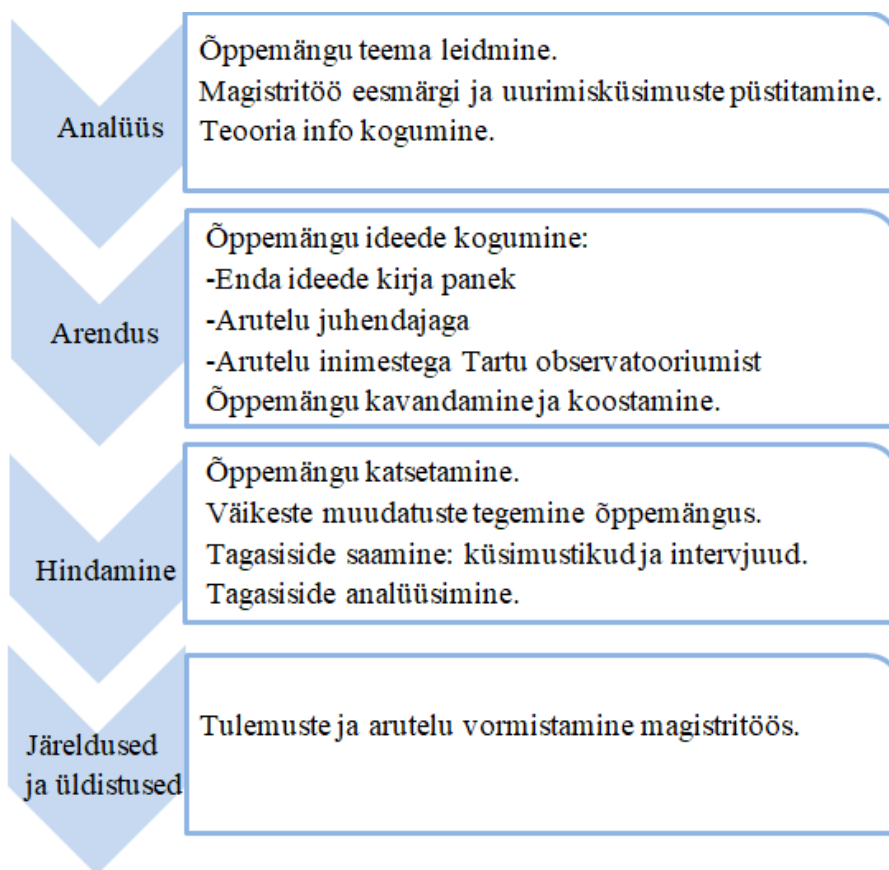 Analüüs
Õppemängu teema leidmine.
Magistritöö eesmärgi ja uurimisküsimuste püstitamine.
Teooria info kogumine.
Arendus
Õppemängu ideede kogumine:
-Enda ideede kirja panek
-Arutelu juhendajaga
-Arutelu inimestega Tartu observatooriumist
Õppemängu kavandamine ja koostamine.
Hindamine
Õppemängu katsetamine.
Väikeste muudatuste tegemine õppemängus.
Tagasiside saamine: küsimustikud ja intervjuud.
Tagasiside analüüsimine.
Järeldused
ja üldistused
Tulemuste ja arutelu vormistamine magistritöös.